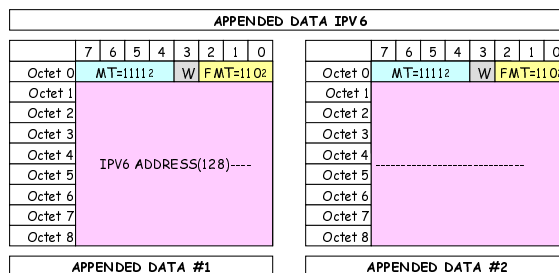 APPENDED DATA IPV6
7 6 5 4 3 2 1 0 7 6 5 4 3 2 1 0
Octet 0 MT=1111₂ W FMT=110₂ Octet 0 MT=1111₂ W FMT=110₂
Octet 1 Octet 1
Octet 2 Octet 2
Octet 3 Octet 3
Octet 4 IPV6 ADDRESS(128)---- Octet 4 --------------------------
Octet 5 Octet 5
Octet 6 Octet 6
Octet 7 Octet 7
Octet 8 Octet 8
APPENDED DATA #1 APPENDED DATA #2